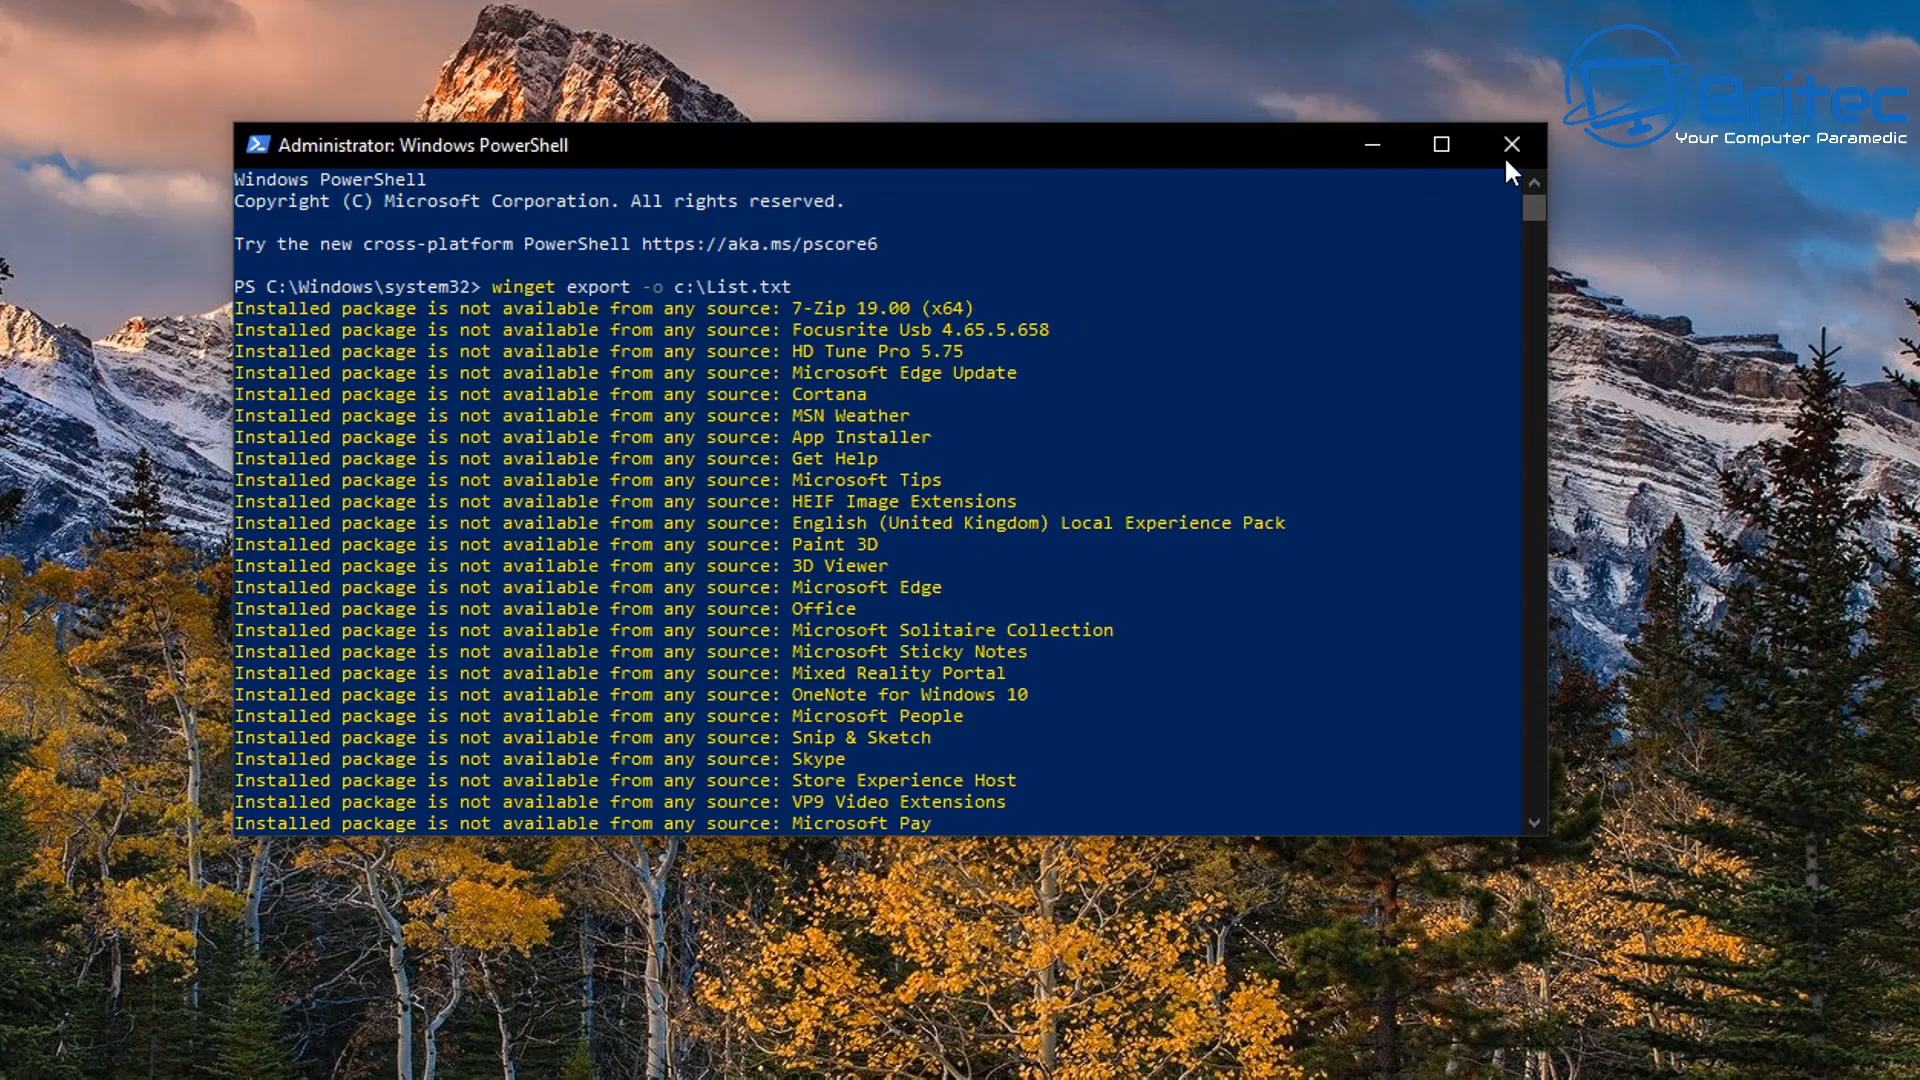 Britec
Your Computer Paramedic
Administrator: Windows PowerShell
Windows PowerShell
Copyright (C) Microsoft Corporation. All rights reserved.
Try the new cross-platform PowerShell https://aka.ms/pscore6
PS C:\Windows\system32> winget export -o c:\List.txt
Installed package is not available from any source: 7-Zip 19.00 (x64)
Installed package is not available from any source: Focusrite Usb 4.65.5.658
Installed package is not available from any source: HD Tune Pro 5.75
Installed package is not available from any source: Microsoft Edge Update
Installed package is not available from any source: Cortana
Installed package is not available from any source: MSN Weather
Installed package is not available from any source: App Installer
Installed package is not available from any source: Get Help
Installed package is not available from any source: Microsoft Tips
Installed package is not available from any source: HEIF Image Extensions
Installed package is not available from any source: English (United Kingdom) Local Experience Pack
Installed package is not available from any source: Paint 3D
Installed package is not available from any source: 3D Viewer
Installed package is not available from any source: Microsoft Edge
Installed package is not available from any source: Office
Installed package is not available from any source: Microsoft Solitaire Collection
Installed package is not available from any source: Microsoft Sticky Notes
Installed package is not available from any source: Mixed Reality Portal
Installed package is not available from any source: OneNote for Windows 10
Installed package is not available from any source: Microsoft People
Installed package is not available from any source: Snip & Sketch
Installed package is not available from any source: Skype
Installed package is not available from any source: Store Experience Host
Installed package is not available from any source: VP9 Video Extensions
Installed package is not available from any source: Microsoft Pay